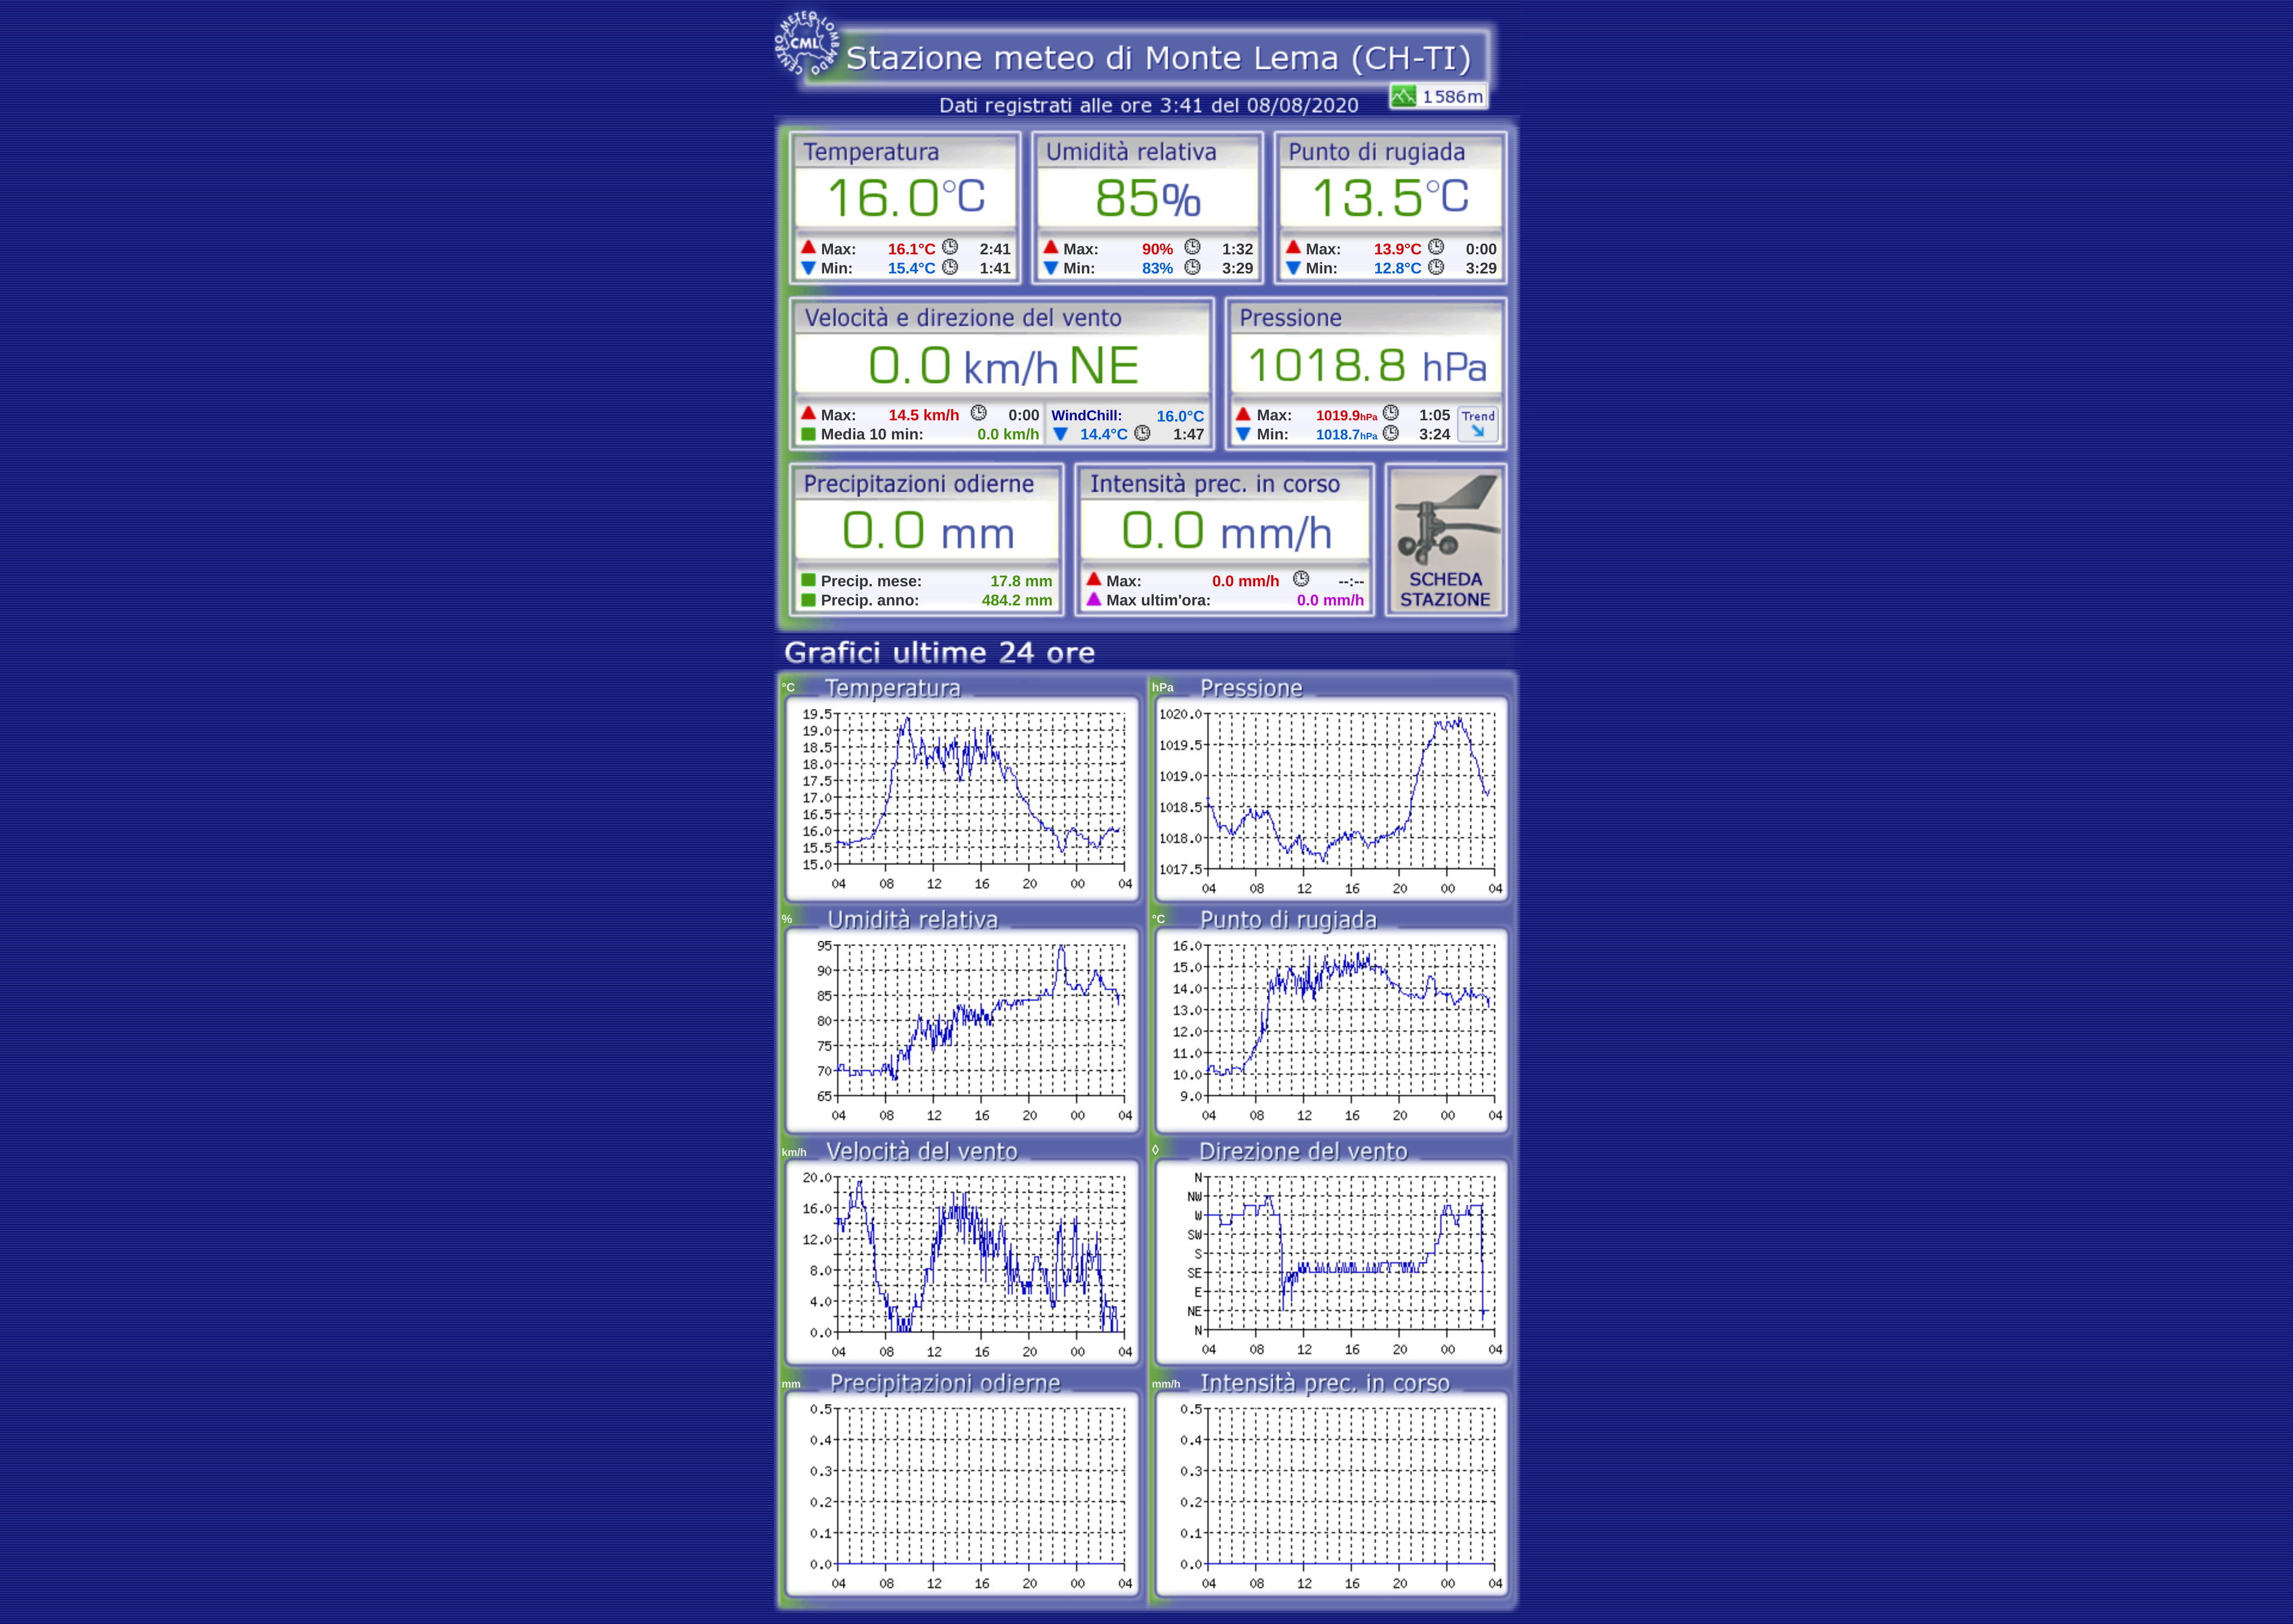 CENTRO METEO LOMBARDO
CML
Stazione meteo di Monte Lema (CH-TI)
Dati registrati alle ore 3:41 del 08/08/2020
1586m
Temperatura
16.0°C
Max: 16.1°C 2:41
Min: 15.4°C 1:41
Umidità relativa
85%
Max: 90% 1:32
Min: 83% 3:29
Punto di rugiada
13.5°C
Max: 13.9°C 0:00
Min: 12.8°C 3:29
Velocità e direzione del vento
0.0 km/h NE
Max: 14.5 km/h 0:00
Media 10 min: 0.0 km/h
WindChill: 16.0°C
14.4°C 1:47
Pressione
1018.8 hPa
Max: 1019.9hPa 1:05
Min: 1018.7hPa 3:24
Trend
Precipitazioni odierne
0.0 mm
Precip. mese: 17.8 mm
Precip. anno: 484.2 mm
Intensità prec. in corso
0.0 mm/h
Max: 0.0 mm/h --:--
Max ultim'ora: 0.0 mm/h
SCHEDA
STAZIONE
Grafici ultime 24 ore
°C Temperatura
19.5
19.0
18.5
18.0
17.5
17.0
16.5
16.0
15.5
15.0
04 08 12 16 20 00 04
hPa Pressione
1020.0
1019.5
1019.0
1018.5
1018.0
1017.5
04 08 12 16 20 00 04
% Umidità relativa
95
90
85
80
75
70
65
04 08 12 16 20 00 04
°C Punto di rugiada
16.0
15.0
14.0
13.0
12.0
11.0
10.0
9.0
04 08 12 16 20 00 04
km/h Velocità del vento
20.0
16.0
12.0
8.0
4.0
0.0
04 08 12 16 20 00 04
◊ Direzione del vento
N
NW
W
SW
S
SE
E
NE
N
04 08 12 16 20 00 04
mm Precipitazioni odierne
0.5
0.4
0.3
0.2
0.1
0.0
04 08 12 16 20 00 04
mm/h Intensità prec. in corso
0.5
0.4
0.3
0.2
0.1
0.0
04 08 12 16 20 00 04